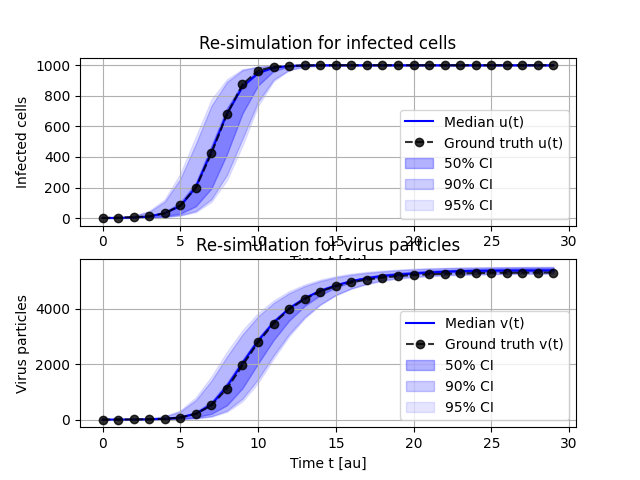 Re-simulation for infected cells
1000
800
600
400
200
0
Infected cells
Median u(t)
Ground truth u(t)
50% CI
90% CI
95% CI
0 5 10 15 20 25 30
Time t [au]
Re-simulation for virus particles
4000
2000
0
Virus particles
Median v(t)
Ground truth v(t)
50% CI
90% CI
95% CI
0 5 10 15 20 25 30
Time t [au]